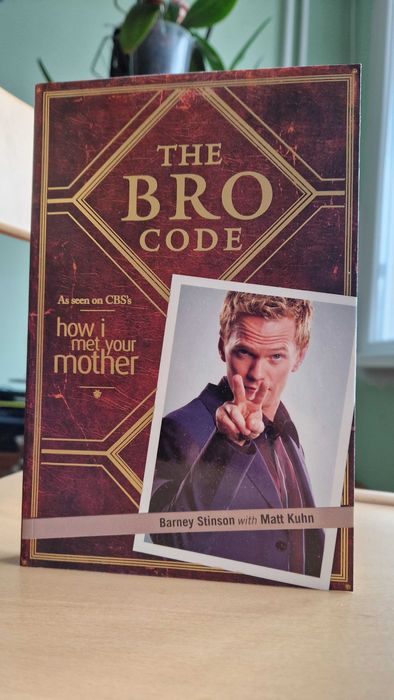 THE
BRO
CODE
As seen on CBS's
how i
met your
mother
Barney Stinson with Matt Kuhn